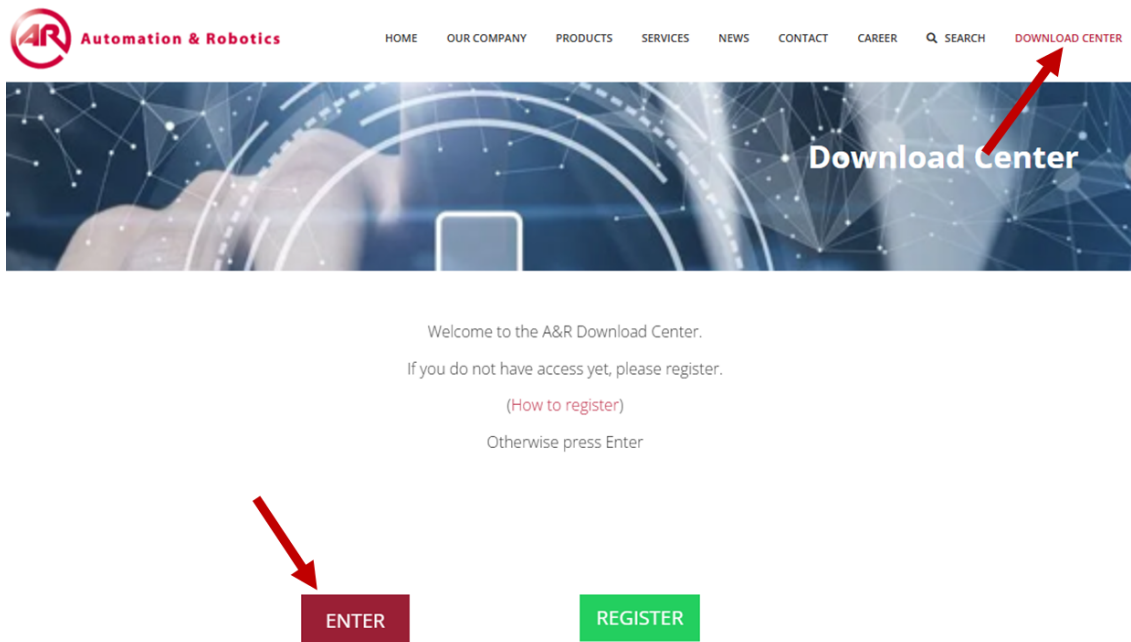 AR Automation & Robotics
HOME OUR COMPANY PRODUCTS SERVICES NEWS CONTACT CAREER SEARCH DOWNLOAD CENTER
Download Center
Welcome to the A&R Download Center.
If you do not have access yet, please register.
(How to register)
Otherwise press Enter
ENTER REGISTER